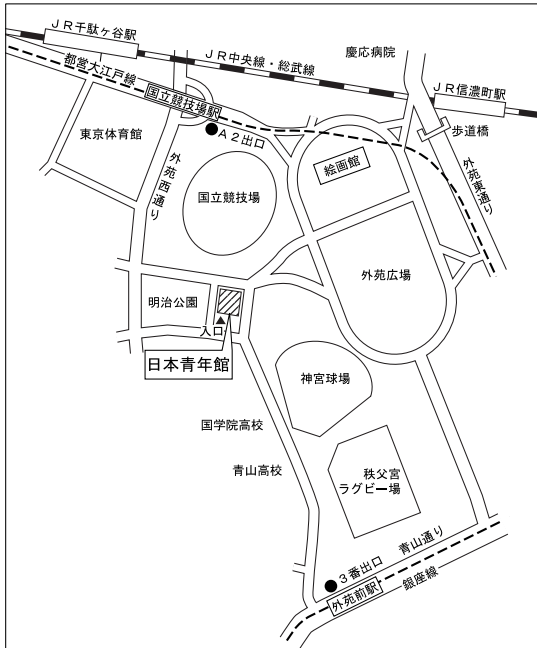 JR千駄ヶ谷駅
JR中央線・総武線
慶応病院
都営大江戸線
国立競技場駅
JR信濃町駅
東京体育館
A2出口
歩道橋
絵画館
外苑西通り
外苑東通り
国立競技場
外苑広場
明治公園
入口
日本青年館
神宮球場
国学院高校
青山高校
秩父宮
ラグビー場
青山通り
3番出口
外苑前駅
銀座線